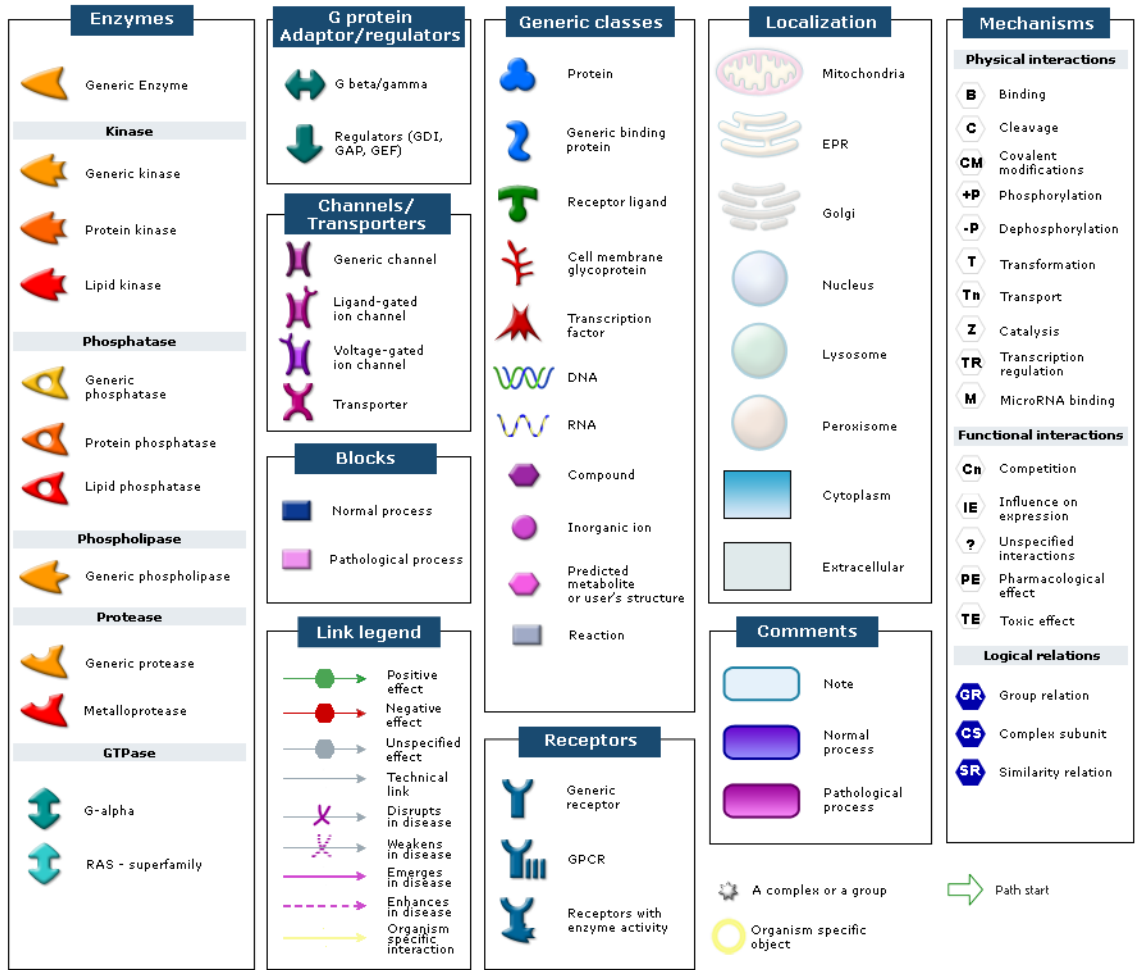 Enzymes
Generic Enzyme
Kinase
Generic kinase
Protein kinase
Lipid kinase
Phosphatase
Generic
phosphatase
Protein phosphatase
Lipid phosphatase
Phospholipase
Generic phospholipase
Protease
Generic protease
Metalloprotease
GTPase
G-alpha
RAS - superfamily
G protein
Adaptor/regulators
G beta/gamma
Regulators (GDI,
GAP, GEF)
Channels/
Transporters
Generic channel
Ligand-gated
ion channel
Voltage-gated
ion channel
Transporter
Blocks
Normal process
Pathological process
Link legend
Positive
effect
Negative
effect
Unspecified
effect
Technical
link
Disrupts
in disease
Weakens
in disease
Emerges
in disease
Enhances
in disease
Organism
specific
interaction
Generic classes
Protein
Generic binding
protein
Receptor ligand
Cell membrane
glycoprotein
Transcription
factor
DNA
RNA
Compound
Inorganic ion
Predicted
metabolite
or user's structure
Reaction
Receptors
Generic
receptor
GPCR
Receptors with
enzyme activity
Localization
Mitochondria
EPR
Golgi
Nucleus
Lysosome
Peroxisome
Cytoplasm
Extracellular
Comments
Note
Normal
process
Pathological
process
A complex or a group
Organism specific
object
Mechanisms
Physical interactions
B Binding
C Cleavage
CM Covalent
modifications
+P Phosphorylation
-P Dephosphorylation
T Transformation
Tn Transport
Z Catalysis
TR Transcription
regulation
M MicroRNA binding
Functional interactions
Cn Competition
IE Influence on
expression
? Unspecified
interactions
PE Pharmacological
effect
TE Toxic effect
Logical relations
GR Group relation
CS Complex subunit
SR Similarity relation
Path start